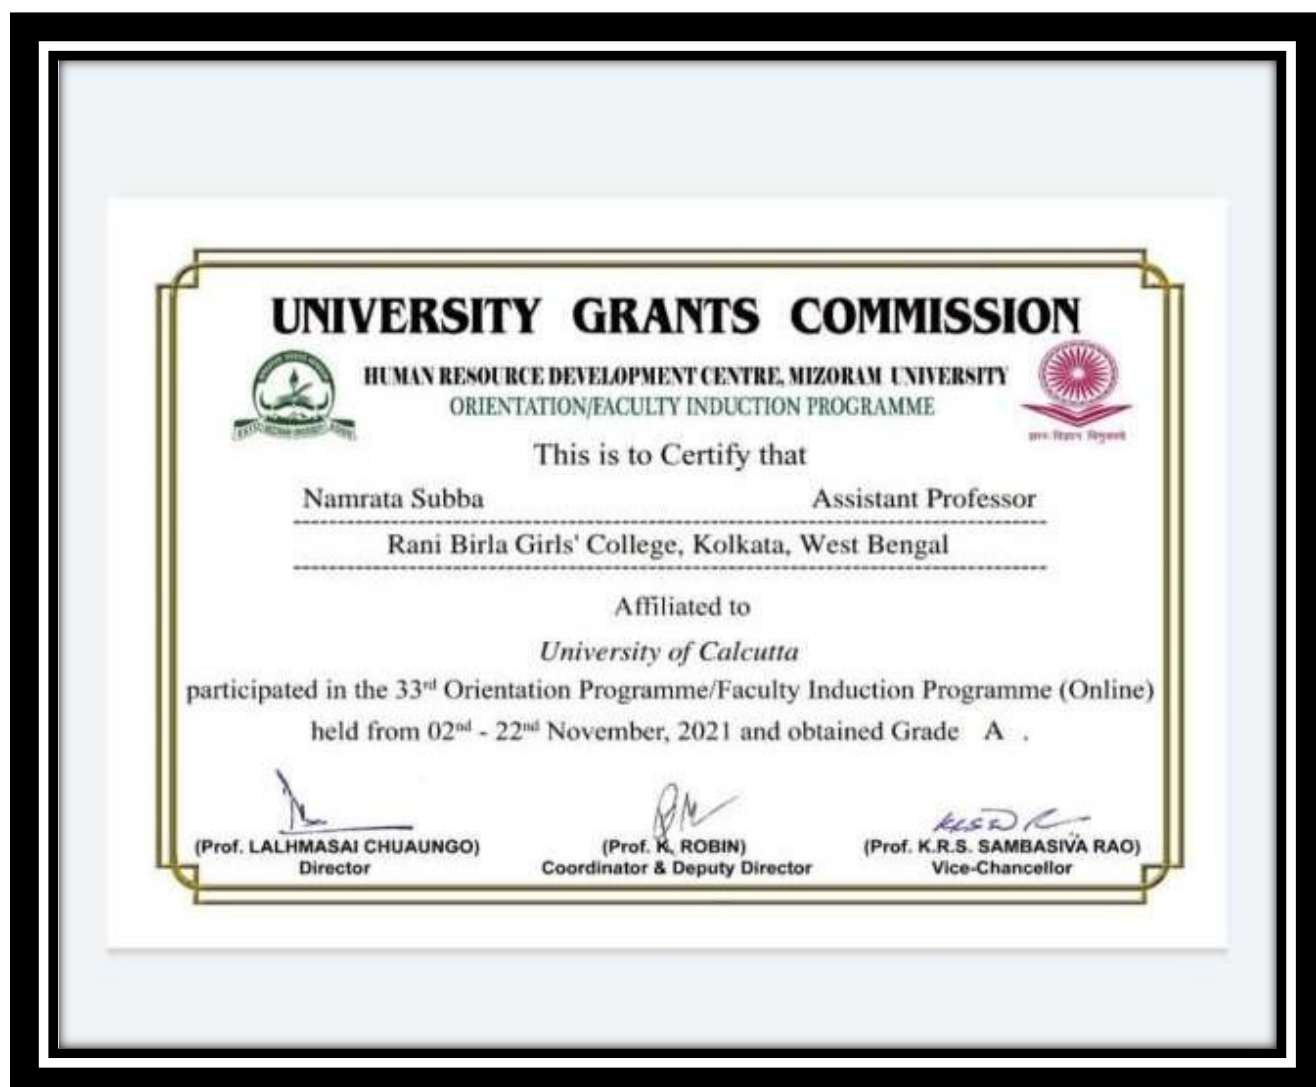 UNIVERSITY GRANTS COMMISSION
HUMAN RESOURCE DEVELOPMENT CENTRE, MIZORAM UNIVERSITY
ORIENTATION/FACULTY INDUCTION PROGRAMME
ज्ञान-विज्ञान विमुक्तये
This is to Certify that
Namrata Subba Assistant Professor
Rani Birla Girls' College, Kolkata, West Bengal
Affiliated to
University of Calcutta
participated in the 33rd Orientation Programme/Faculty Induction Programme (Online)
held from 02nd - 22nd November, 2021 and obtained Grade A .
(Prof. LALHMASAI CHUAUNGO) (Prof. K. ROBIN) (Prof. K.R.S. SAMBASIVA RAO)
Director Coordinator & Deputy Director Vice-Chancellor